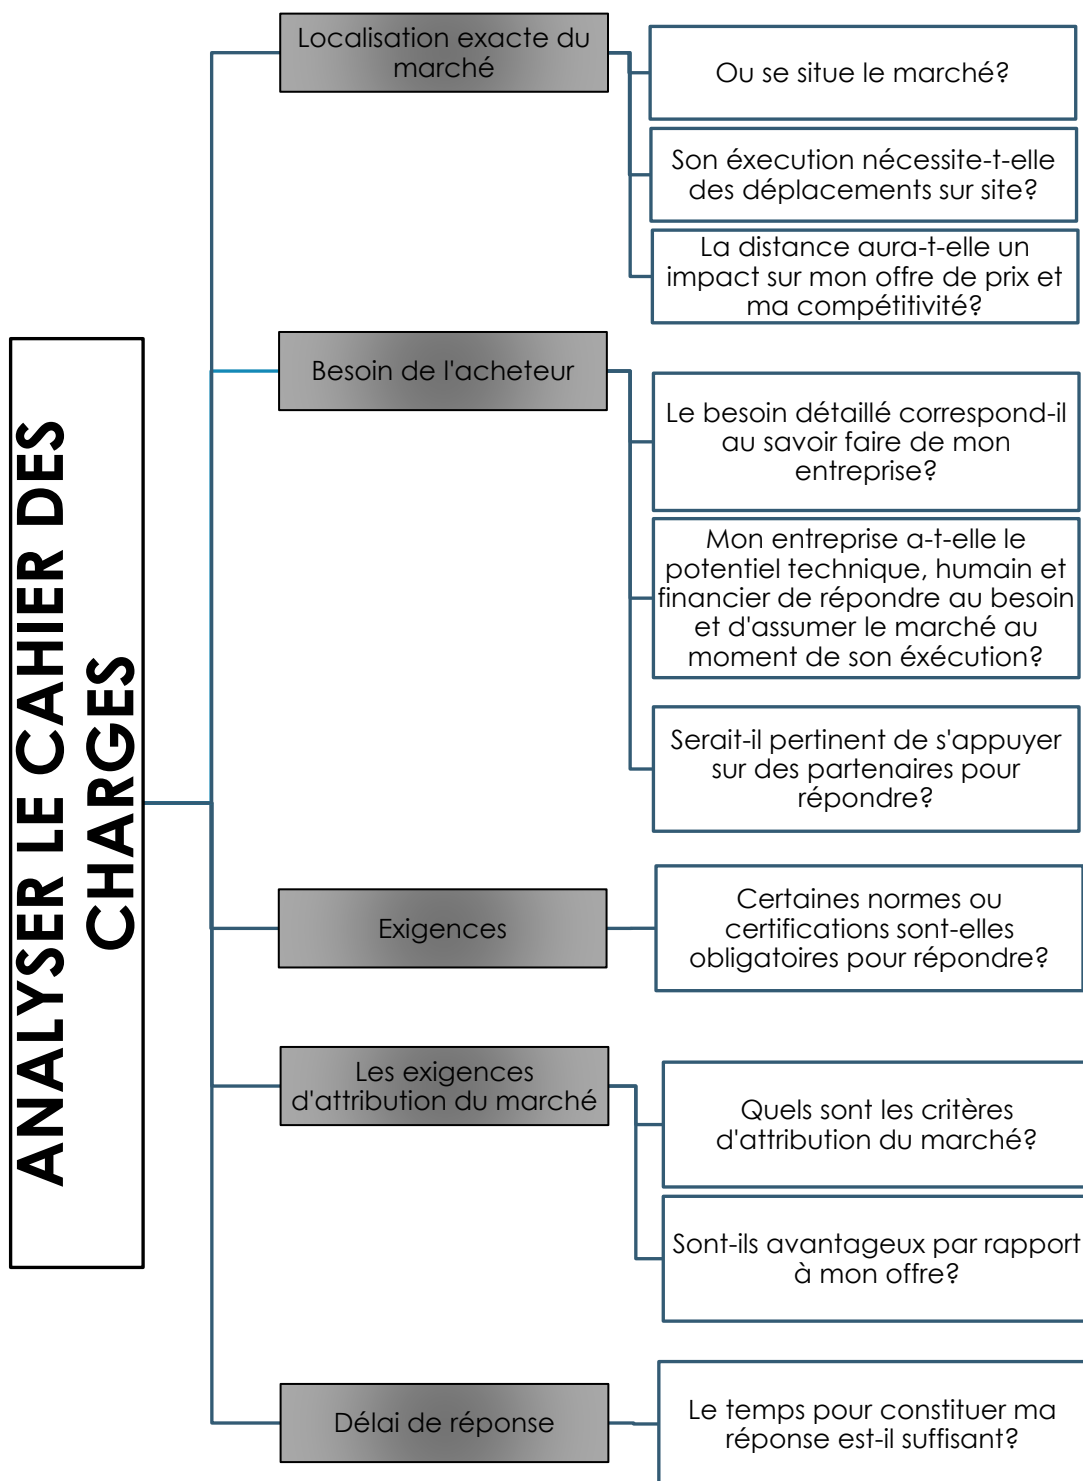 ANALYSER LE CAHIER DES
CHARGES
Localisation exacte du
marché
Ou se situe le marché?
Son éxecution nécessite-t-elle
des déplacements sur site?
La distance aura-t-elle un
impact sur mon offre de prix et
ma compétitivité?
Besoin de l'acheteur
Le besoin détaillé correspond-il
au savoir faire de mon
entreprise?
Mon entreprise a-t-elle le
potentiel technique, humain et
financier de répondre au besoin
et d'assumer le marché au
moment de son éxécution?
Serait-il pertinent de s'appuyer
sur des partenaires pour
répondre?
Exigences
Certaines normes ou
certifications sont-elles
obligatoires pour répondre?
Les exigences
d'attribution du marché
Quels sont les critères
d'attribution du marché?
Sont-ils avantageux par rapport
à mon offre?
Délai de réponse
Le temps pour constituer ma
réponse est-il suffisant?